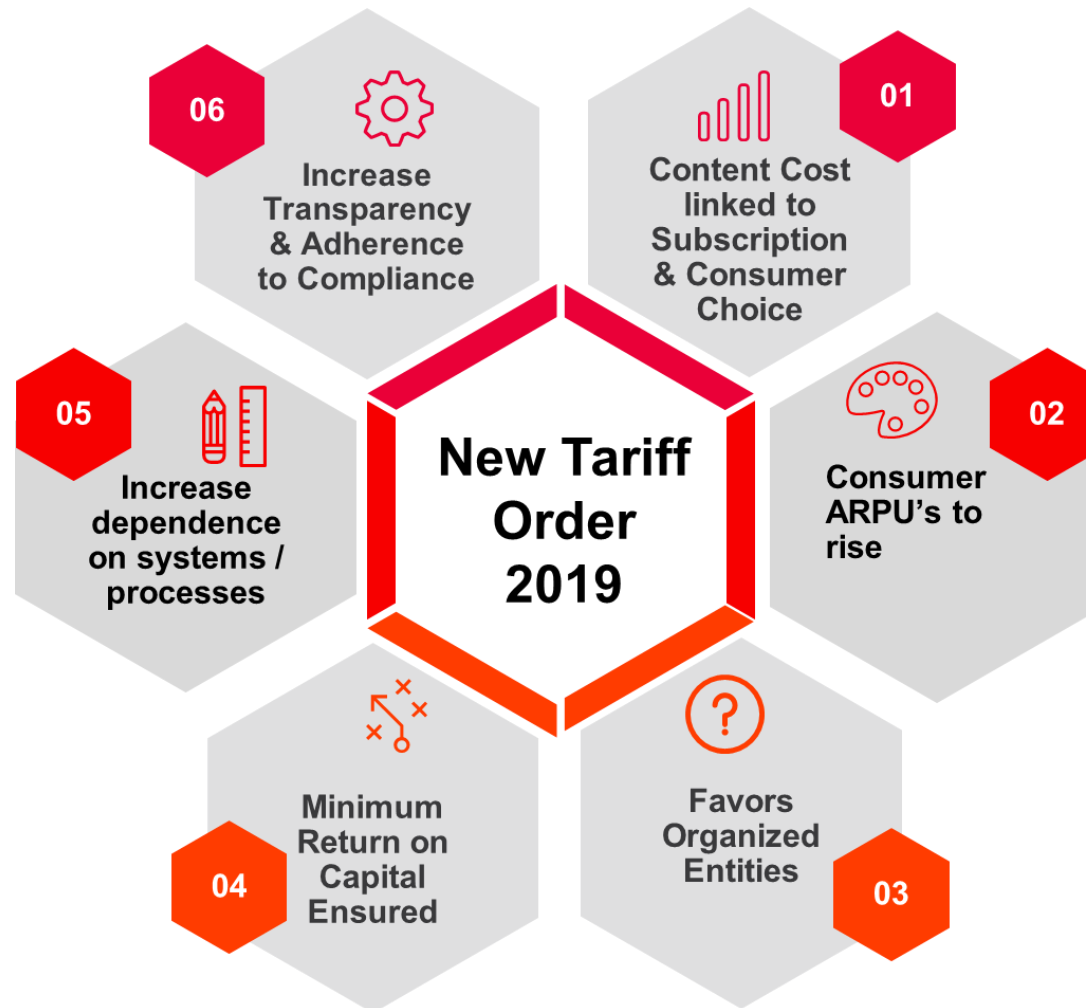 New Tariff
Order
2019
01
Content Cost
linked to
Subscription
& Consumer
Choice
02
Consumer
ARPU’s to
rise
03
Favors
Organized
Entities
04
Minimum
Return on
Capital
Ensured
05
Increase
dependence
on systems /
processes
06
Increase
Transparency
& Adherence
to Compliance